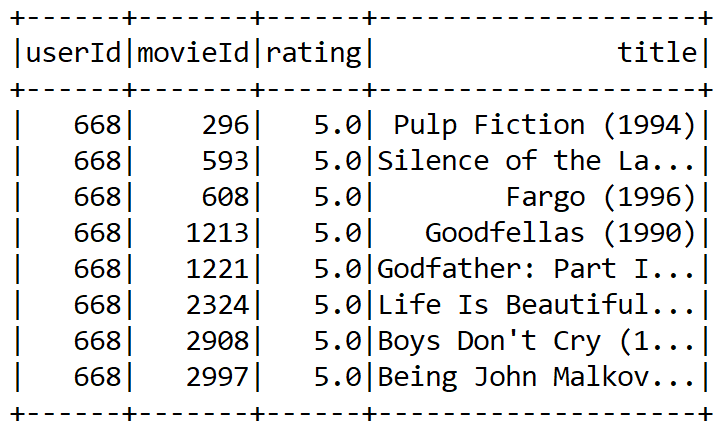 +------+-------+------+--------------------+
|userId|movieId|rating|               title|
+------+-------+------+--------------------+
|   668|    296|   5.0| Pulp Fiction (1994)|
|   668|    593|   5.0|Silence of the La...|
|   668|    608|   5.0|        Fargo (1996)|
|   668|   1213|   5.0|   Goodfellas (1990)|
|   668|   1221|   5.0|Godfather: Part I...|
|   668|   2324|   5.0|Life Is Beautiful...|
|   668|   2908|   5.0|Boys Don't Cry (1...|
|   668|   2997|   5.0|Being John Malkov...|
+------+-------+------+--------------------+